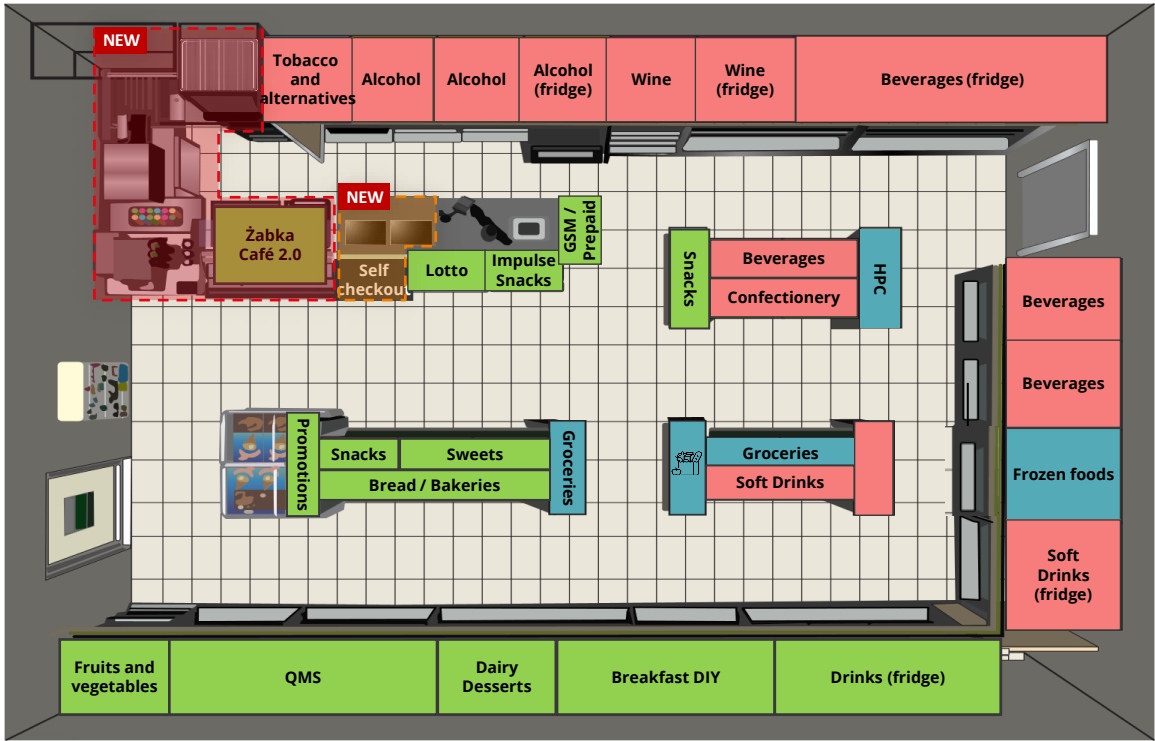 NEW
Tobacco
and
alternatives
Alcohol
Alcohol
Alcohol
(fridge)
Wine
Wine
(fridge)
Beverages (fridge)
NEW
Żabka
Café 2.0
Self
checkout
Lotto
Impulse
Snacks
GSM /
Prepaid
Snacks
Beverages
Confectionery
HPC
Beverages
Beverages
Frozen foods
Soft
Drinks
(fridge)
Promotions
Snacks
Sweets
Bread / Bakeries
Groceries
Groceries
Soft Drinks
Fruits and
vegetables
QMS
Dairy
Desserts
Breakfast DIY
Drinks (fridge)